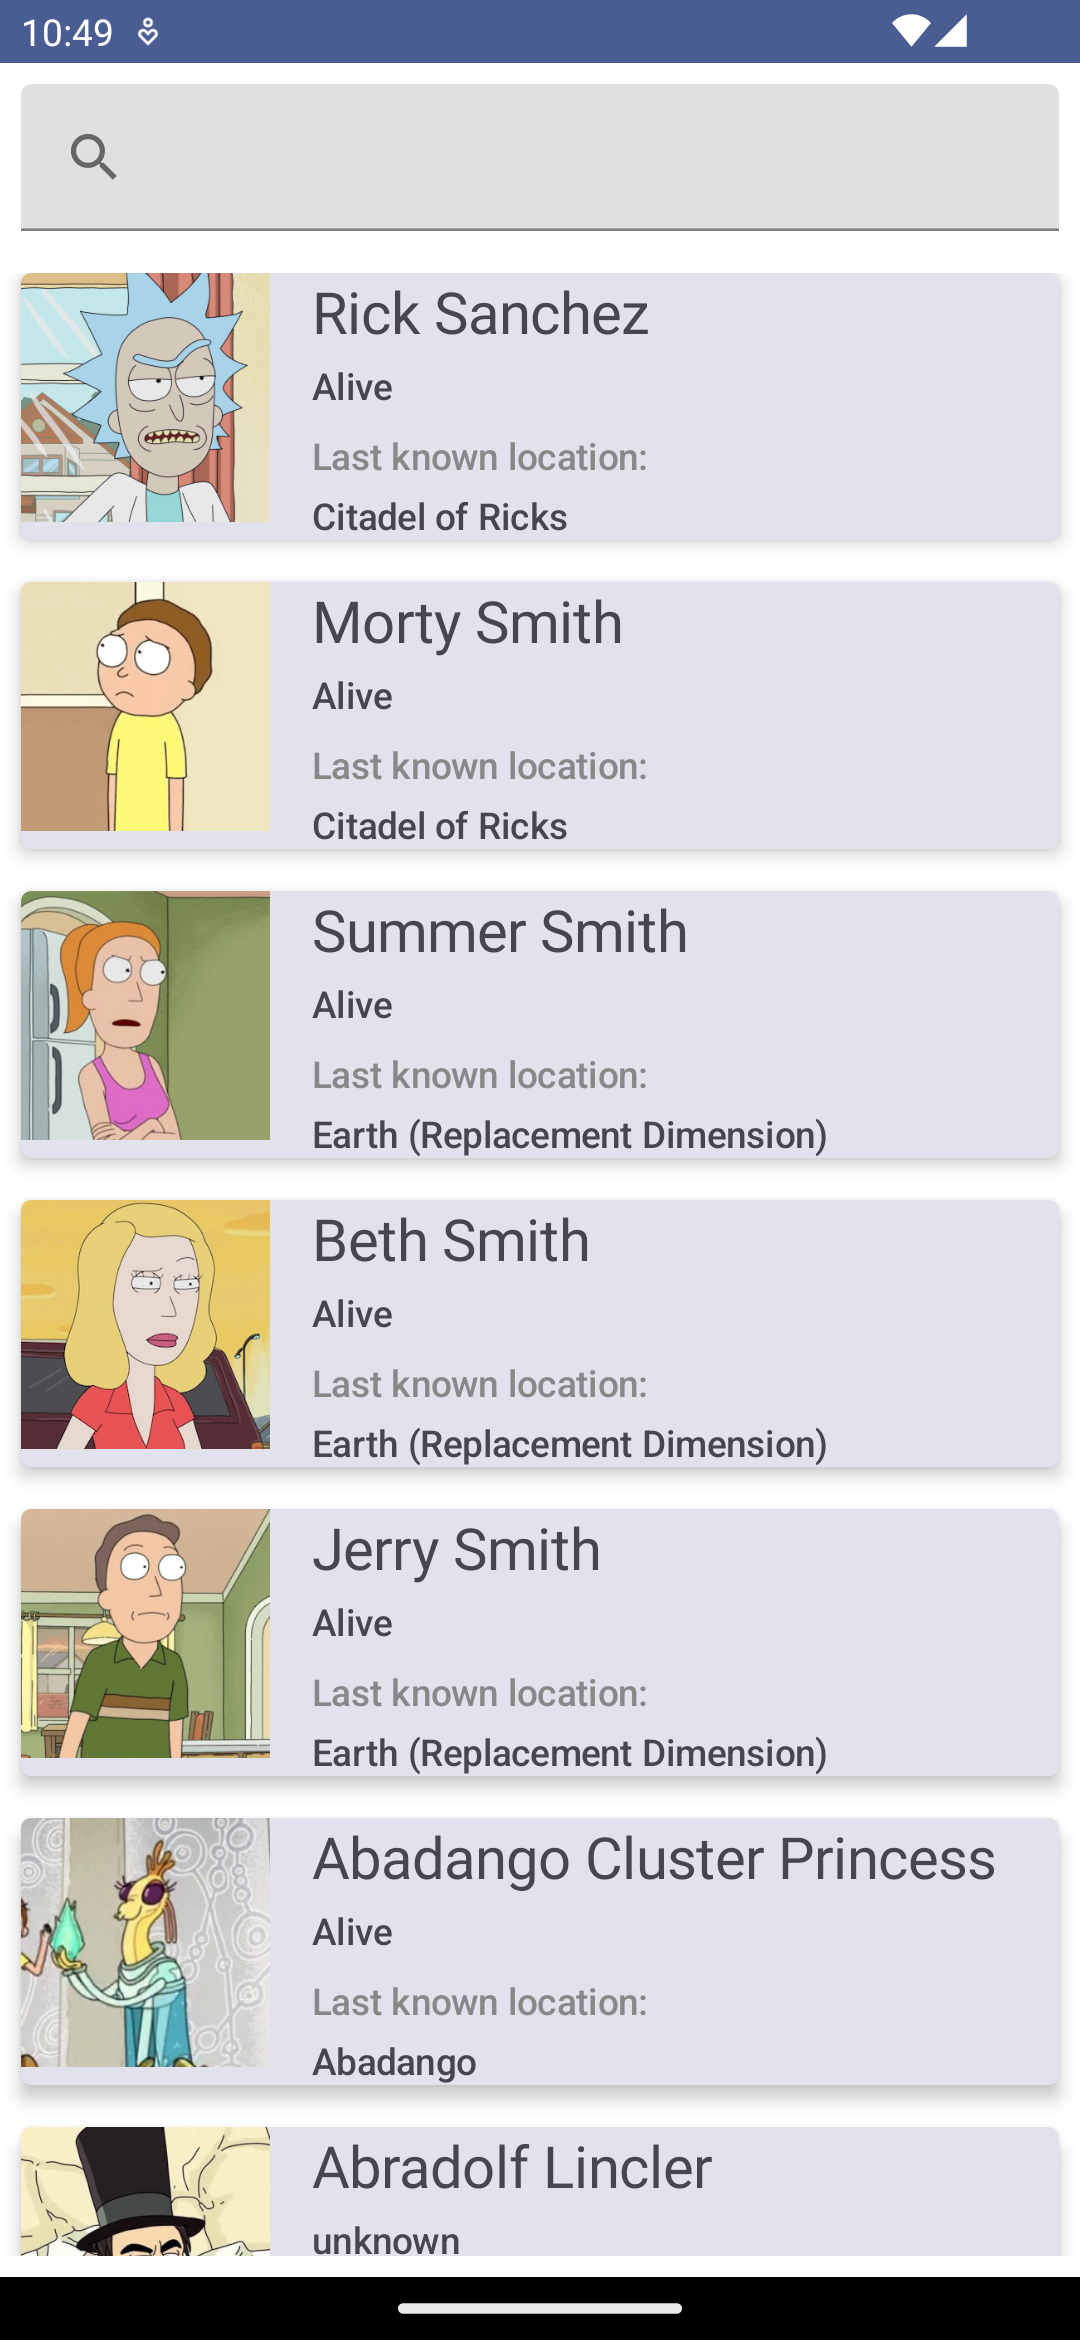 10:49
Rick Sanchez
Alive
Last known location:
Citadel of Ricks
Morty Smith
Alive
Last known location:
Citadel of Ricks
Summer Smith
Alive
Last known location:
Earth (Replacement Dimension)
Beth Smith
Alive
Last known location:
Earth (Replacement Dimension)
Jerry Smith
Alive
Last known location:
Earth (Replacement Dimension)
Abadango Cluster Princess
Alive
Last known location:
Abadango
Abradolf Lincler
unknown